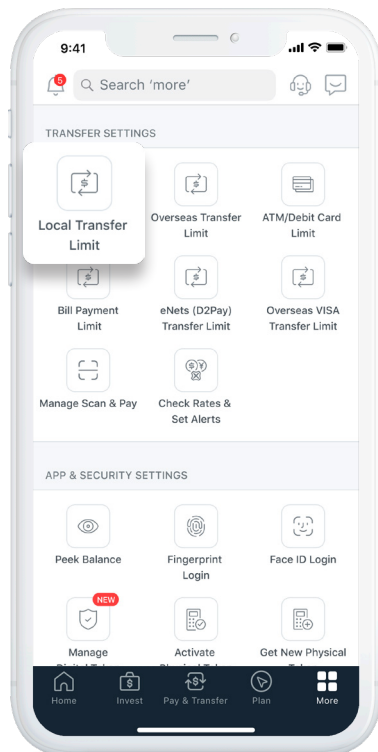 9:41
5
Search ‘more’
TRANSFER SETTINGS
Local Transfer
Limit
Overseas Transfer
Limit
ATM/Debit Card
Limit
Bill Payment
Limit
eNets (D2Pay)
Transfer Limit
Overseas VISA
Transfer Limit
Manage Scan & Pay
Check Rates &
Set Alerts
APP & SECURITY SETTINGS
Peek Balance
Fingerprint
Login
Face ID Login
NEW
Manage
Activate
Get New Physical
Home
Invest
Pay & Transfer
Plan
More